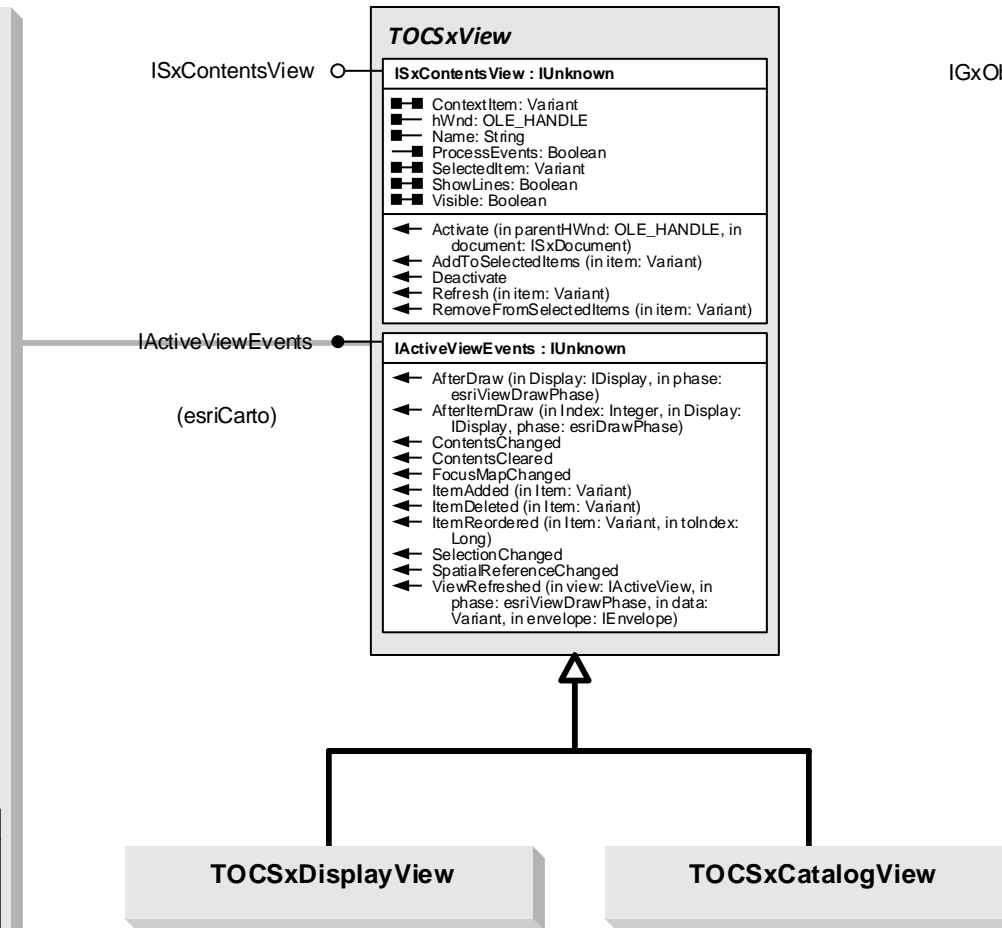 TOCSxView
ISxContentsView
ISxContentsView : IUnknown
IGxOb
ContextItem: Variant
hWnd: OLE_HANDLE
Name: String
ProcessEvents: Boolean
SelectedItem: Variant
ShowLines: Boolean
Visible: Boolean
Activate (in parentHWnd: OLE_HANDLE, in
document: ISxDocument)
AddToSelectedItems (in item: Variant)
Deactivate
Refresh (in item: Variant)
RemoveFromSelectedItems (in item: Variant)
IActiveViewEvents
(esriCarto)
IActiveViewEvents : IUnknown
AfterDraw (in Display: IDisplay, in phase:
esriViewDrawPhase)
AfterItemDraw (in Index: Integer, in Display:
IDisplay, phase: esriDrawPhase)
ContentsChanged
ContentsCleared
FocusMapChanged
ItemAdded (in Item: Variant)
ItemDeleted (in Item: Variant)
ItemReordered (in Item: Variant, in toIndex:
Long)
SelectionChanged
SpatialReferenceChanged
ViewRefreshed (in view: IActiveView, in
phase: esriViewDrawPhase, in data:
Variant, in envelope: IEnvelope)
TOCSxDisplayView
TOCSxCatalogView